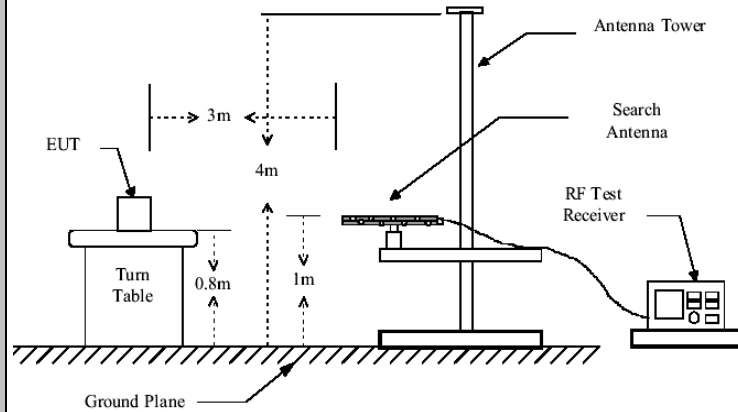 Antenna Tower
3m
Search
Antenna
EUT
4m
RF Test
Receiver
Turn
Table
0.8m
1m
Ground Plane